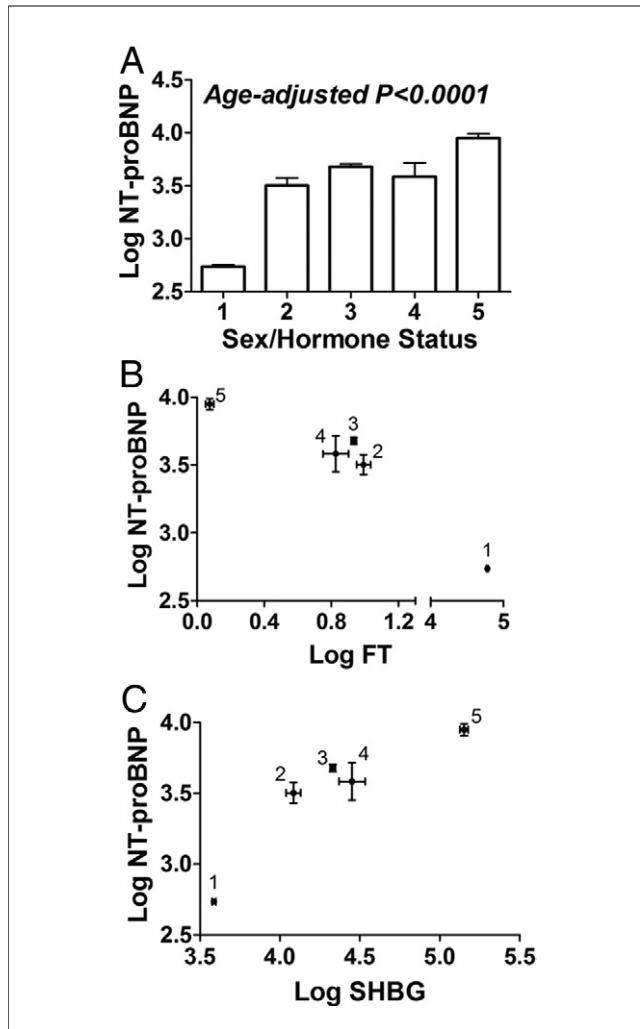 A
Age-adjusted P<0.0001
Log NT-proBNP
4.5
4.0
3.5
3.0
2.5
1 2 3 4 5
Sex/Hormone Status
B
Log NT-proBNP
4.0
3.5
3.0
2.5
5
4
3
2
1
0.0 0.4 0.8 1.2 4 5
Log FT
C
Log NT-proBNP
4.0
3.5
3.0
2.5
1
2
3
4
5
3.5 4.0 4.5 5.0 5.5
Log SHBG